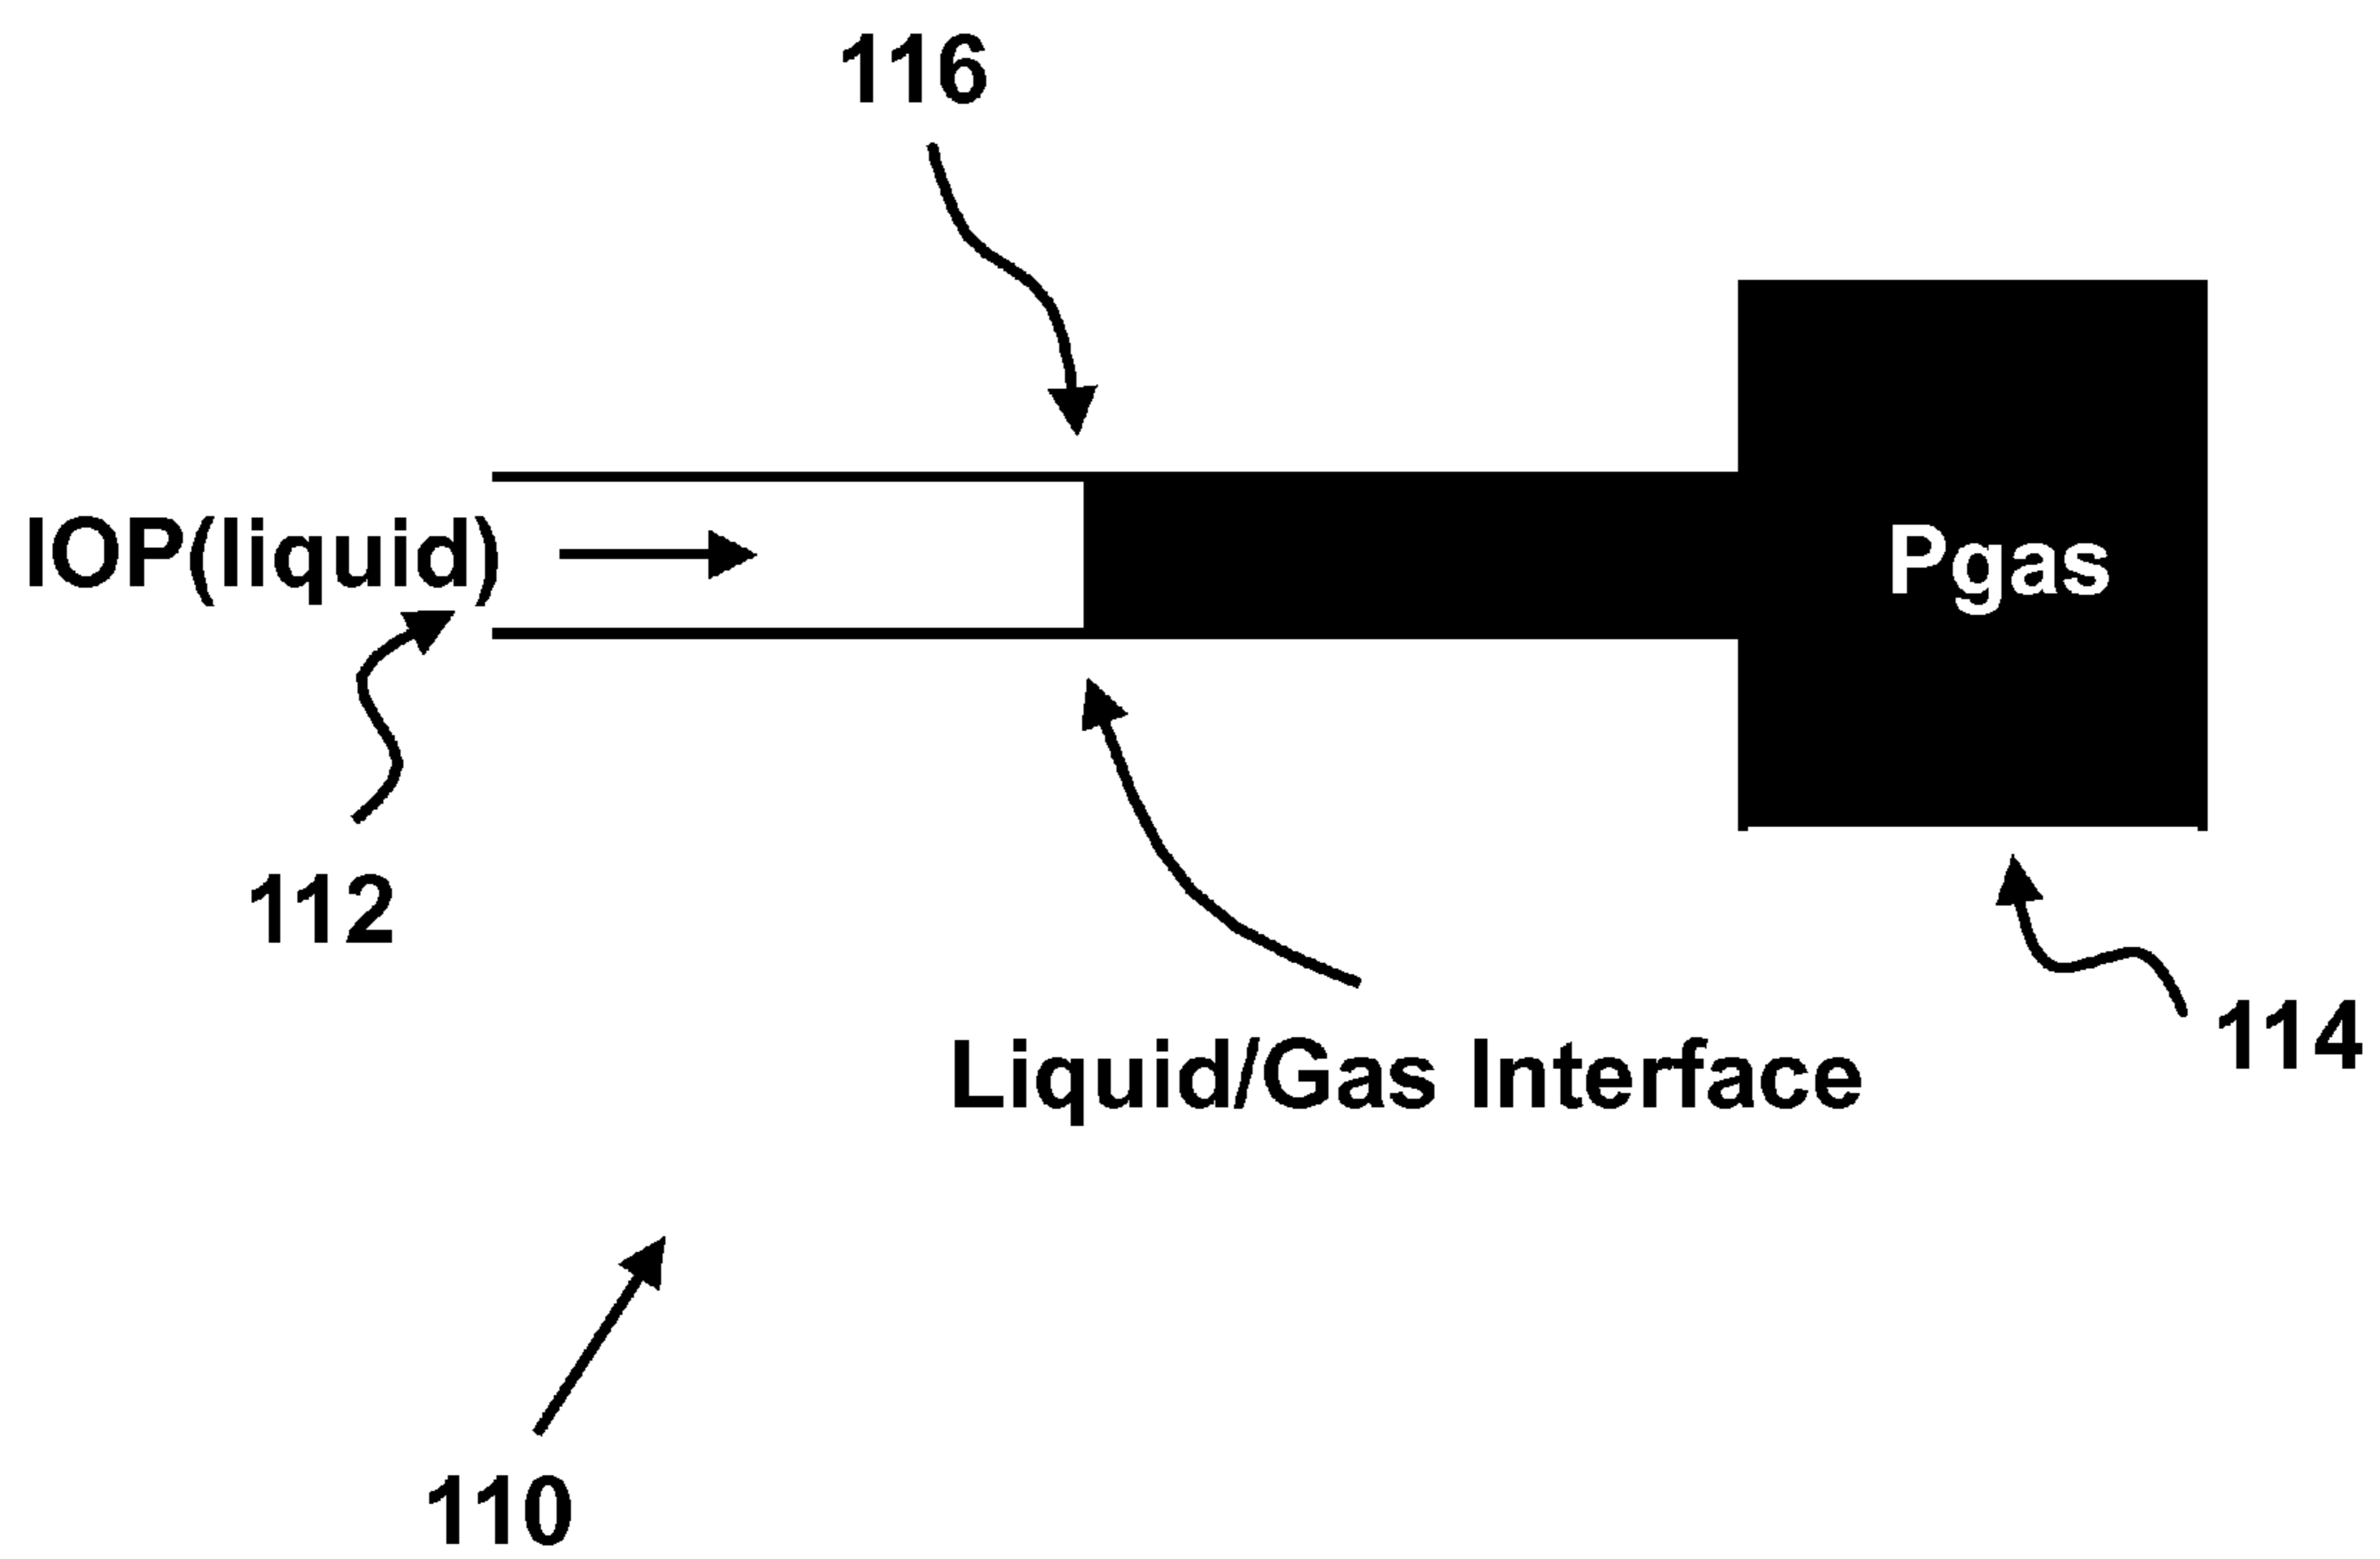 116
IOP(liquid)
Pgas
112
114
Liquid/Gas Interface
110